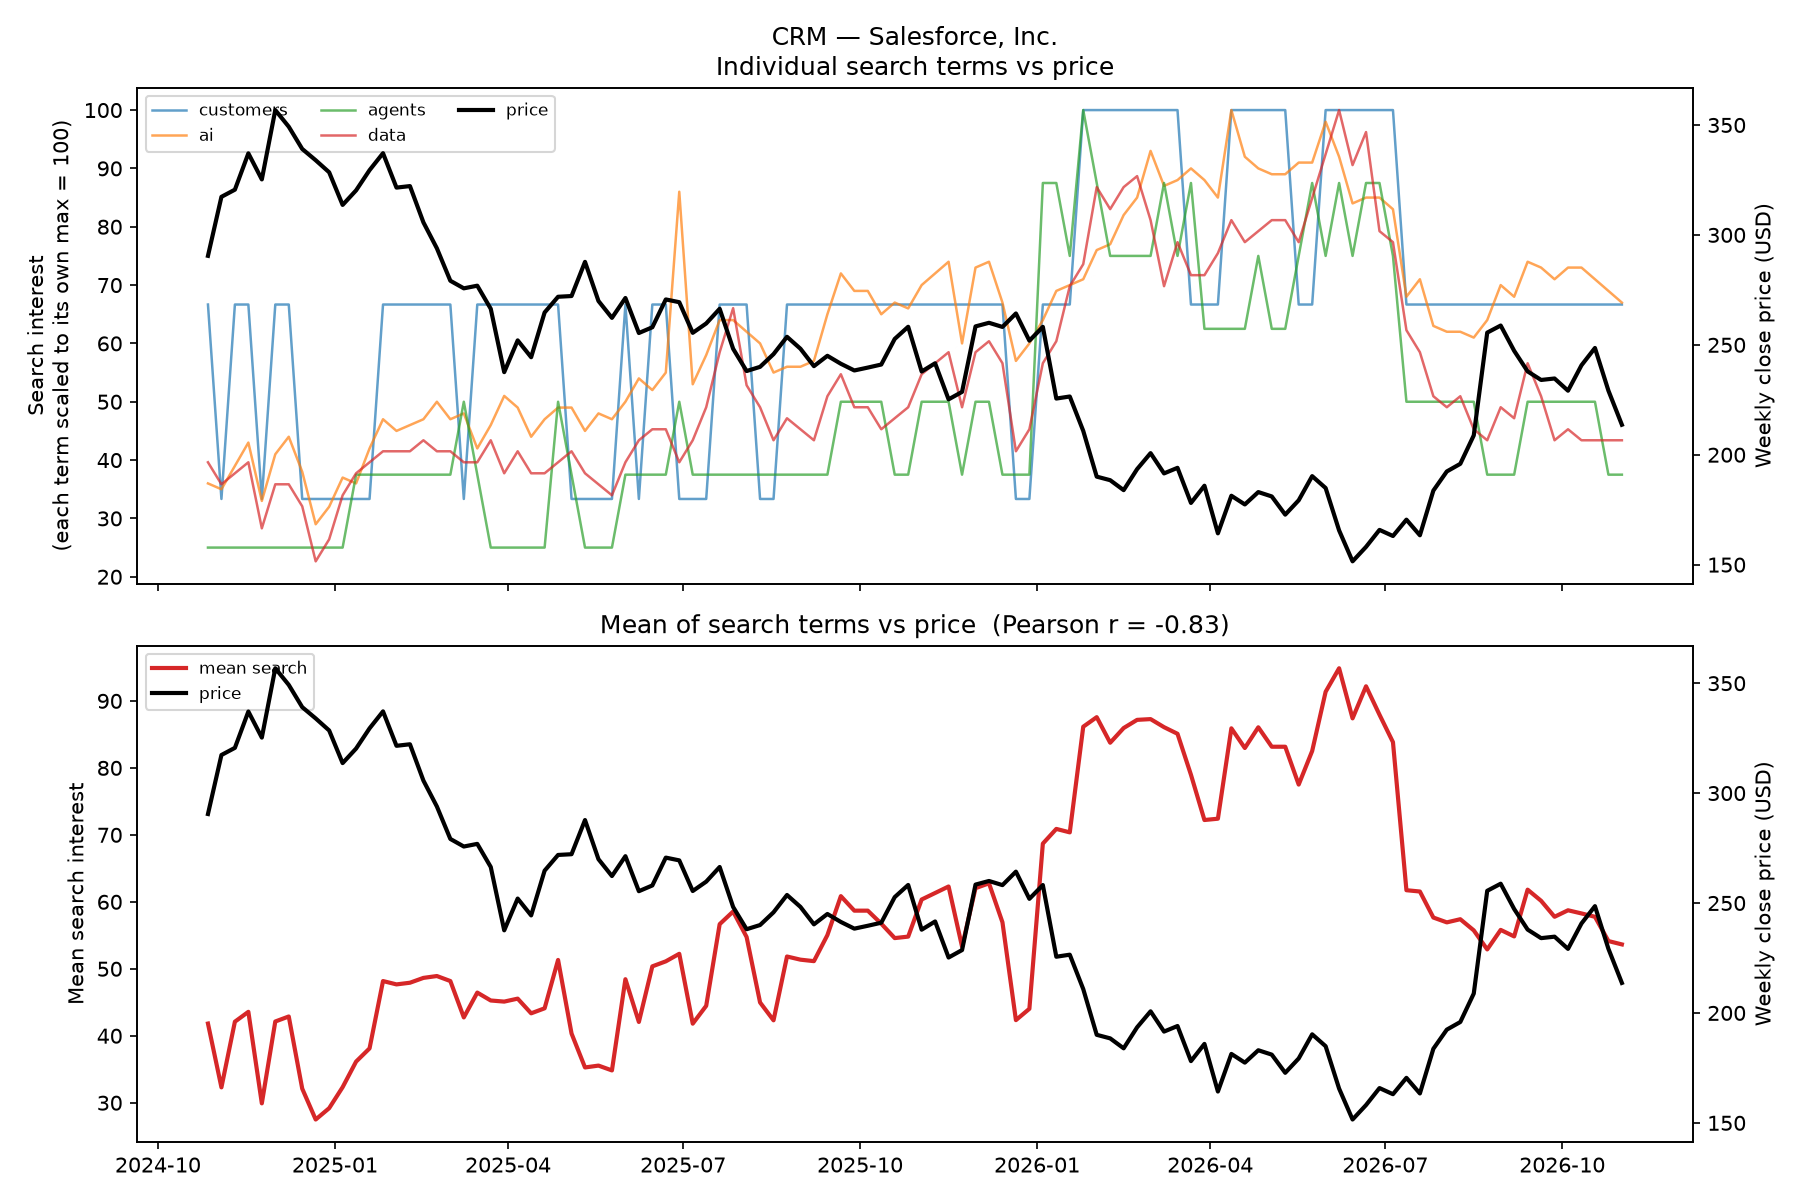 CRM — Salesforce, Inc.
Individual search terms vs price
customers
agents
price
ai
data
100
90
80
70
60
50
40
30
20
Search interest
(each term scaled to its own max = 100)
350
300
250
200
150
Weekly close price (USD)
Mean of search terms vs price  (Pearson r = -0.83)
mean search
price
90
80
70
60
50
40
30
Mean search interest
350
300
250
200
150
Weekly close price (USD)
2024-10
2025-01
2025-04
2025-07
2025-10
2026-01
2026-04
2026-07
2026-10